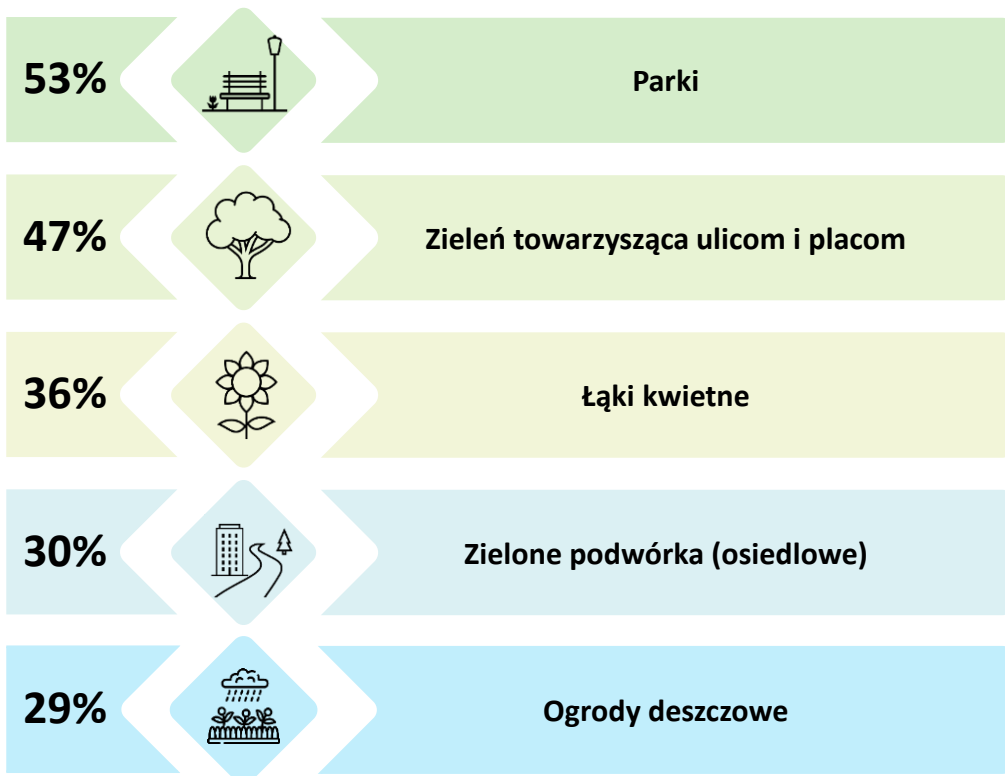 53%
Parki
47%
Zieleń towarzysząca ulicom i placom
36%
Łąki kwietne
30%
Zielone podwórka (osiedlowe)
29%
Ogrody deszczowe